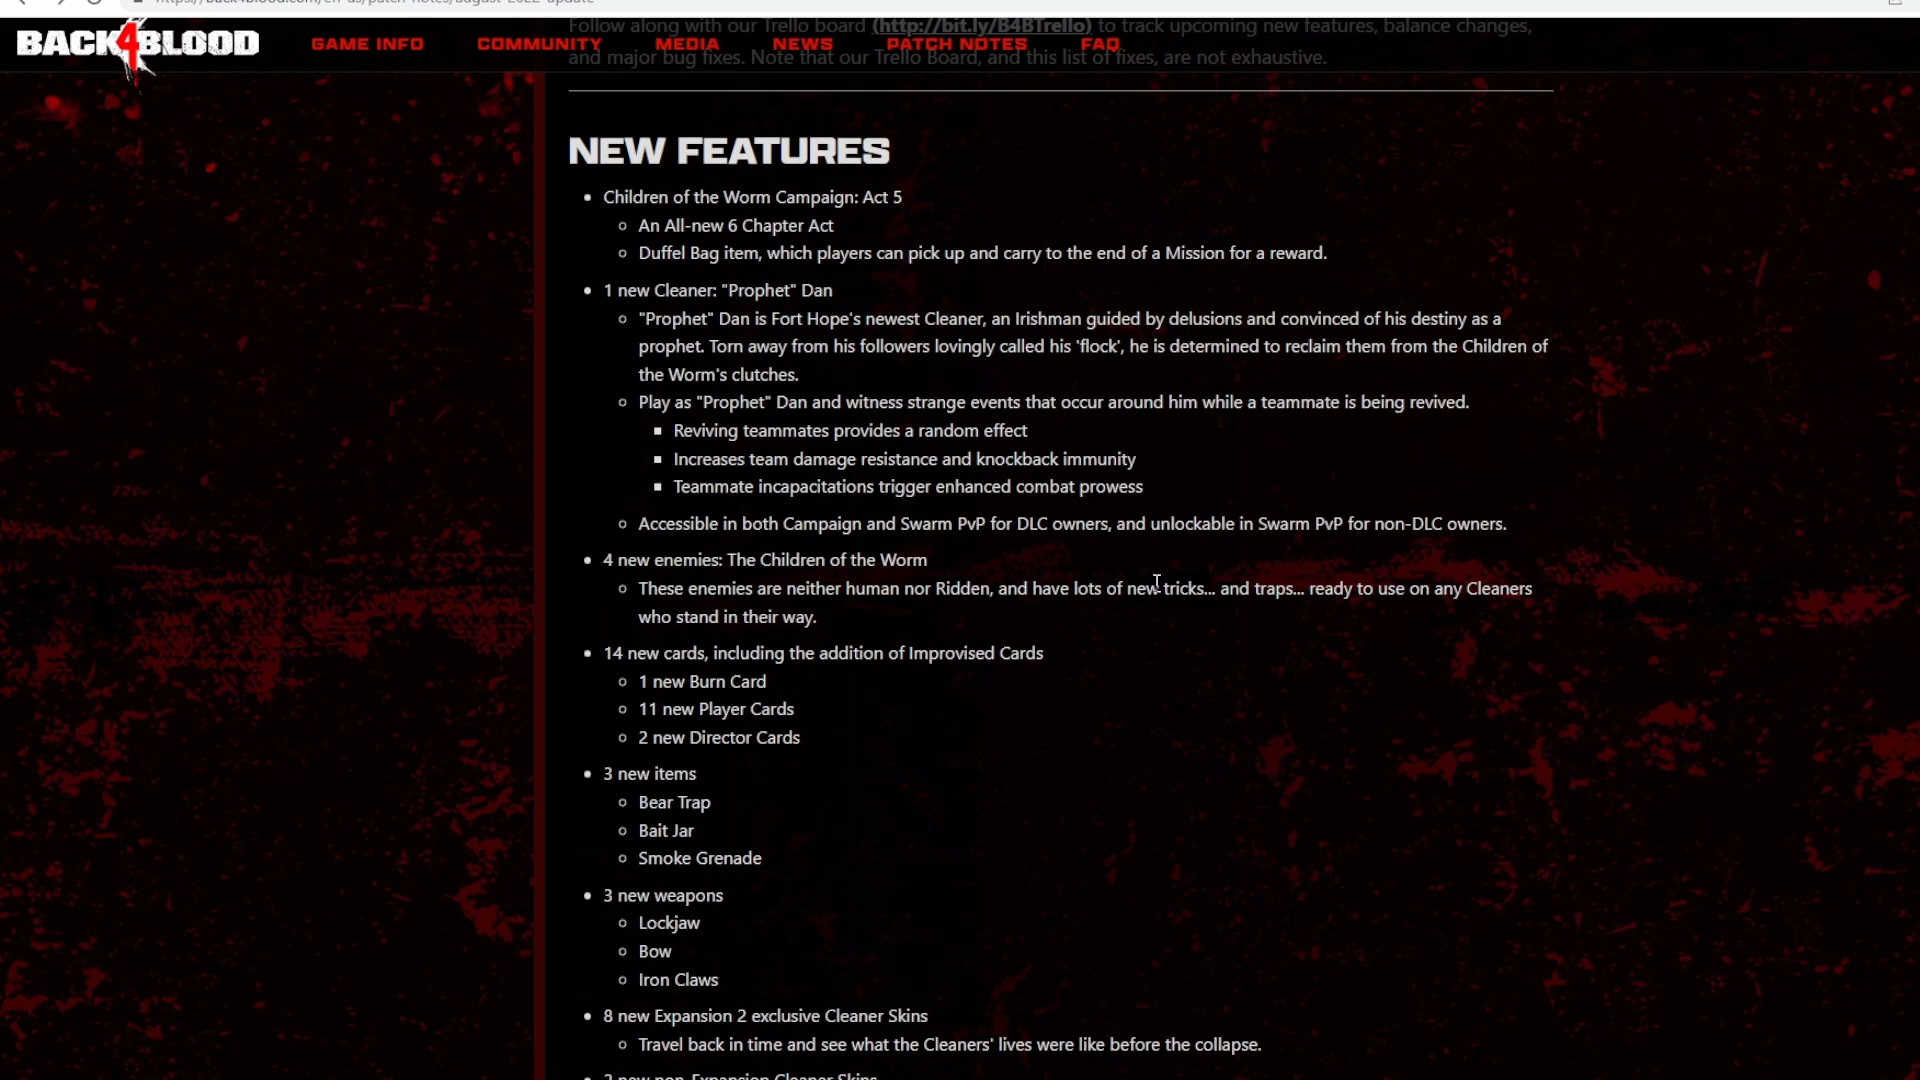 https://back4blood.com/en-us/patch-notes/august-2022-update
Follow along with our Trello board (http://bit.ly/B4BTrello) to track upcoming new features, balance changes,
BACK4BLOOD GAME INFO COMMUNITY MEDIA NEWS PATCH NOTES FAQ
and major bug fixes. Note that our Trello Board, and this list of fixes, are not exhaustive.
NEW FEATURES
Children of the Worm Campaign: Act 5
An All-new 6 Chapter Act
Duffel Bag item, which players can pick up and carry to the end of a Mission for a reward.
1 new Cleaner: "Prophet" Dan
"Prophet" Dan is Fort Hope's newest Cleaner, an Irishman guided by delusions and convinced of his destiny as a
prophet. Torn away from his followers lovingly called his 'flock', he is determined to reclaim them from the Children of
the Worm's clutches.
Play as "Prophet" Dan and witness strange events that occur around him while a teammate is being revived.
Reviving teammates provides a random effect
Increases team damage resistance and knockback immunity
Teammate incapacitations trigger enhanced combat prowess
Accessible in both Campaign and Swarm PvP for DLC owners, and unlockable in Swarm PvP for non-DLC owners.
4 new enemies: The Children of the Worm
These enemies are neither human nor Ridden, and have lots of new tricks... and traps... ready to use on any Cleaners
who stand in their way.
14 new cards, including the addition of Improvised Cards
1 new Burn Card
11 new Player Cards
2 new Director Cards
3 new items
Bear Trap
Bait Jar
Smoke Grenade
3 new weapons
Lockjaw
Bow
Iron Claws
8 new Expansion 2 exclusive Cleaner Skins
Travel back in time and see what the Cleaners' lives were like before the collapse.
2 new non-Expansion Cleaner Skins